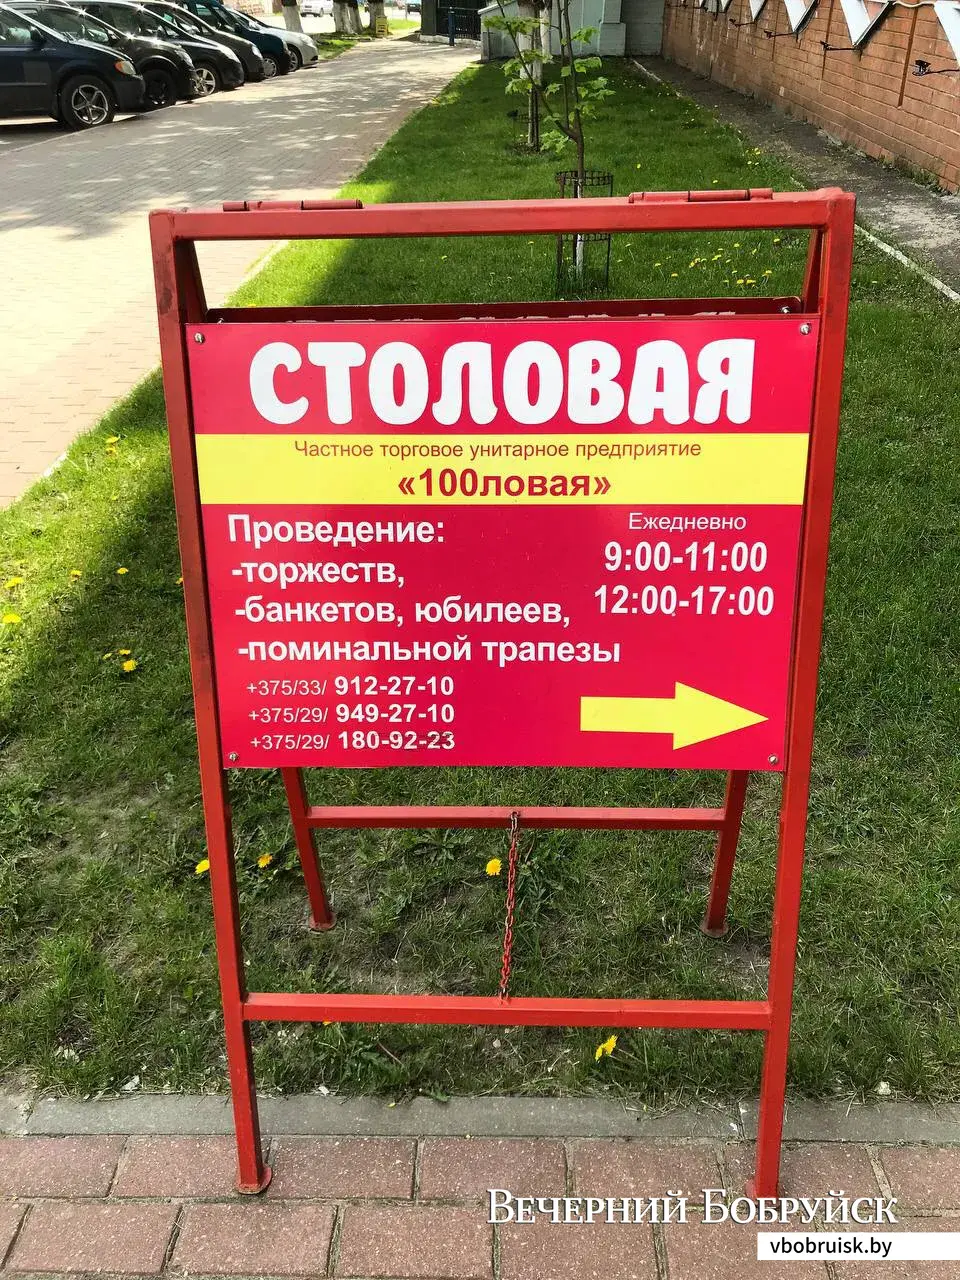 СТОЛОВАЯ
Частное торговое унитарное предприятие
«100ловая»
Проведение:
-торжеств,
-банкетов, юбилеев,
-поминальной трапезы
Ежедневно
9:00-11:00
12:00-17:00
+375/33/ 912-27-10
+375/29/ 949-27-10
+375/29/ 180-92-23
Вечерний Бобруйск
vbobruisk.by